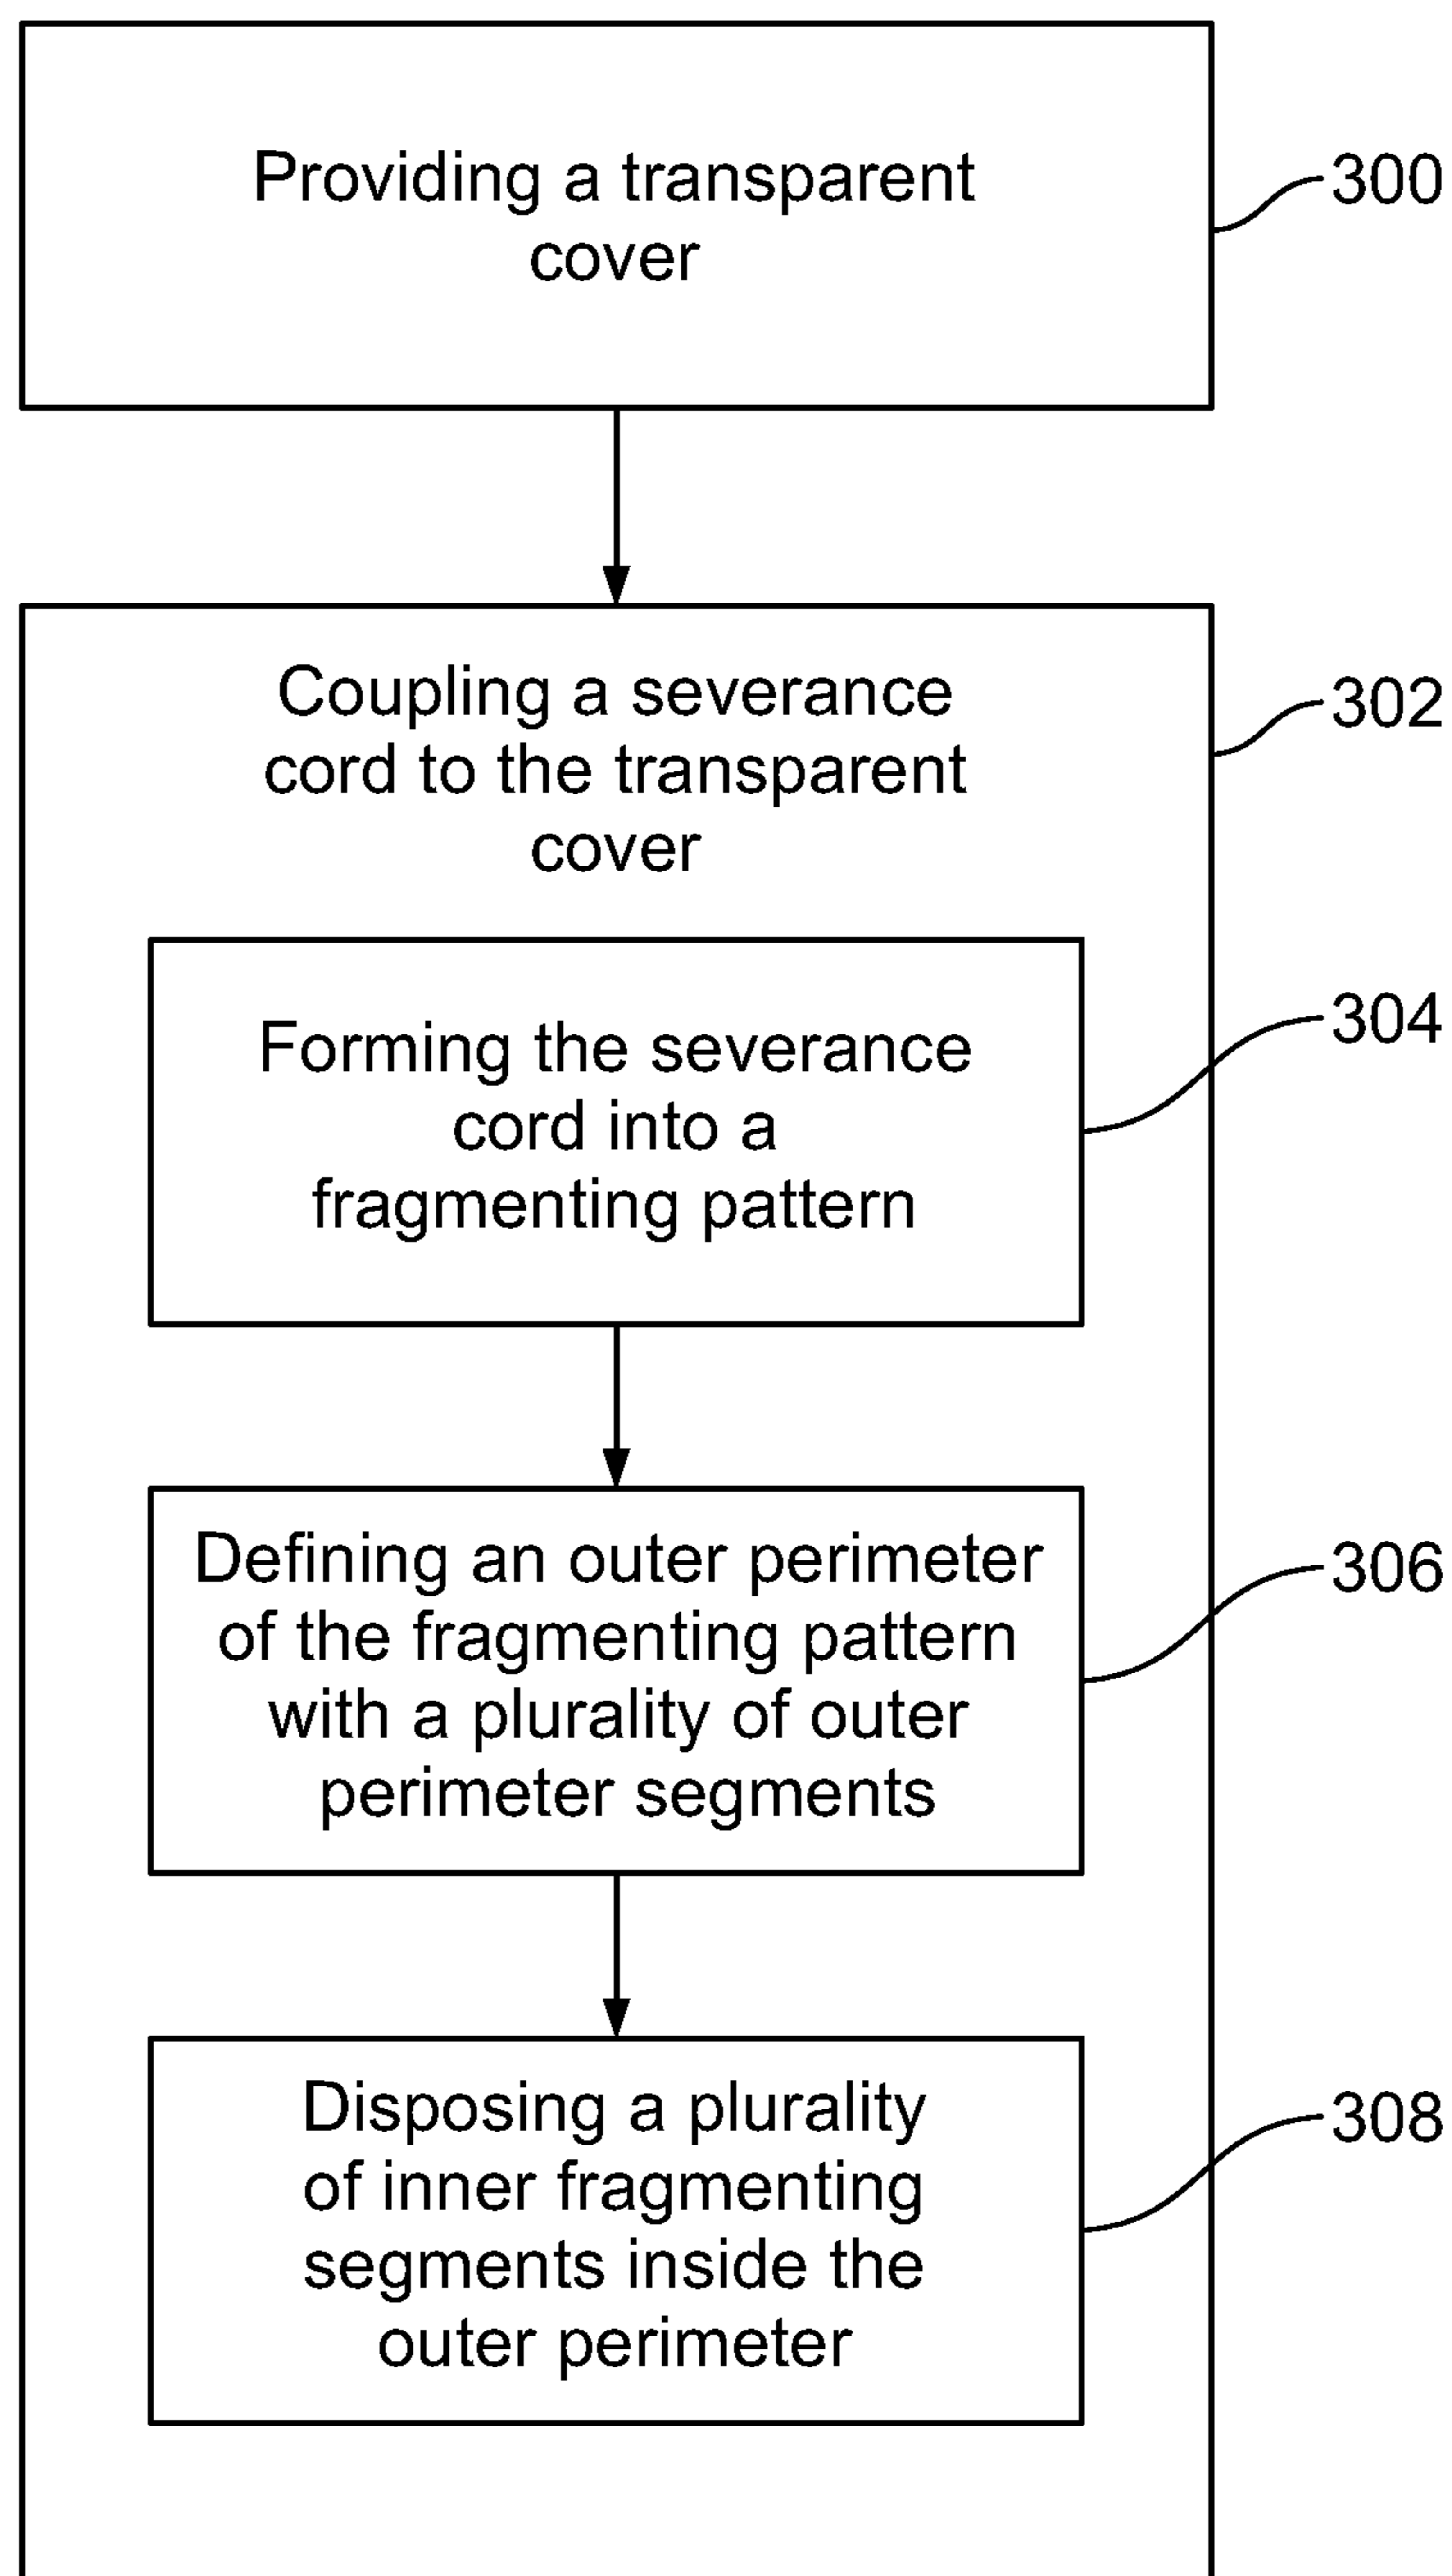 Providing a transparent
cover
300
Coupling a severance
cord to the transparent
cover
302
Forming the severance
cord into a
fragmenting pattern
304
Defining an outer perimeter
of the fragmenting pattern
with a plurality of outer
perimeter segments
306
Disposing a plurality
of inner fragmenting
segments inside the
outer perimeter
308